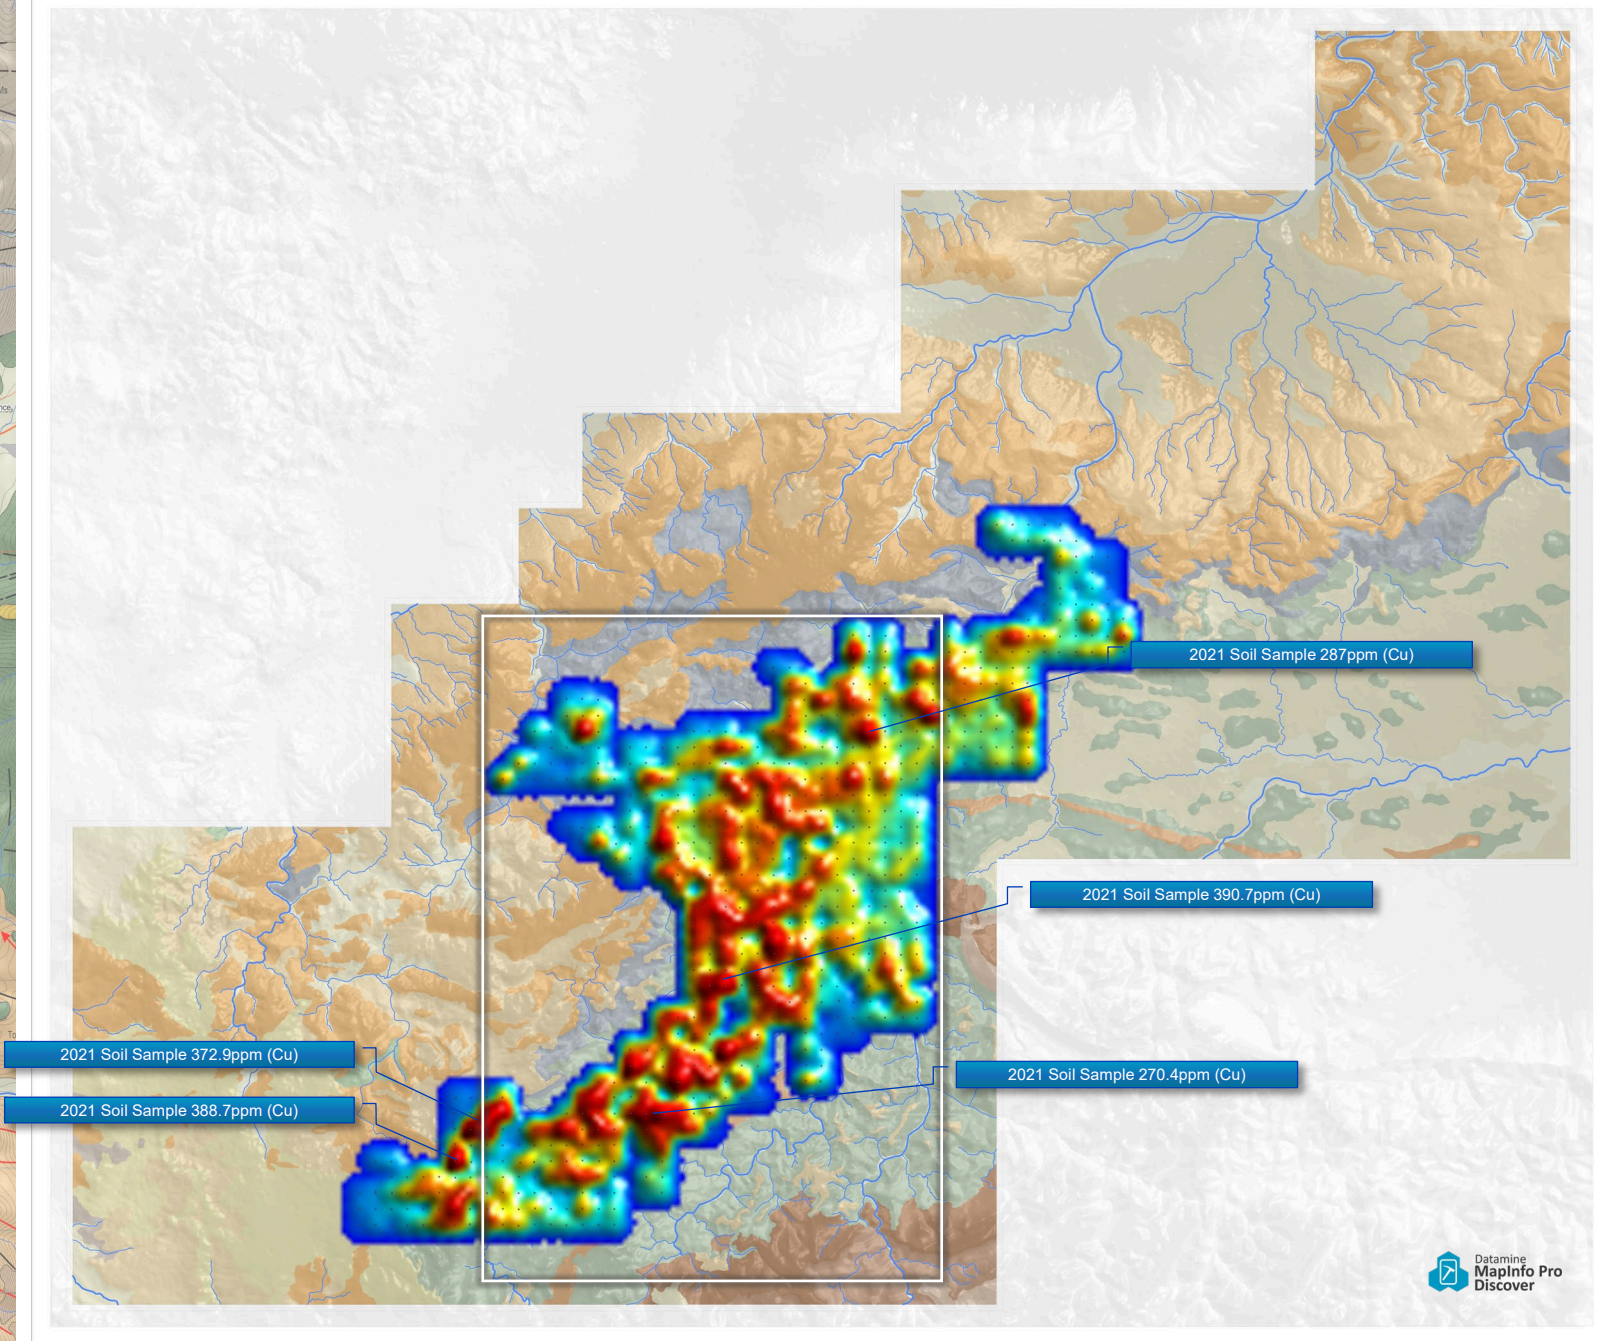 2021 Soil Sample 287ppm (Cu)
2021 Soil Sample 390.7ppm (Cu)
2021 Soil Sample 372.9ppm (Cu)
2021 Soil Sample 270.4ppm (Cu)
2021 Soil Sample 388.7ppm (Cu)
Datamine
MapInfo Pro
Discover